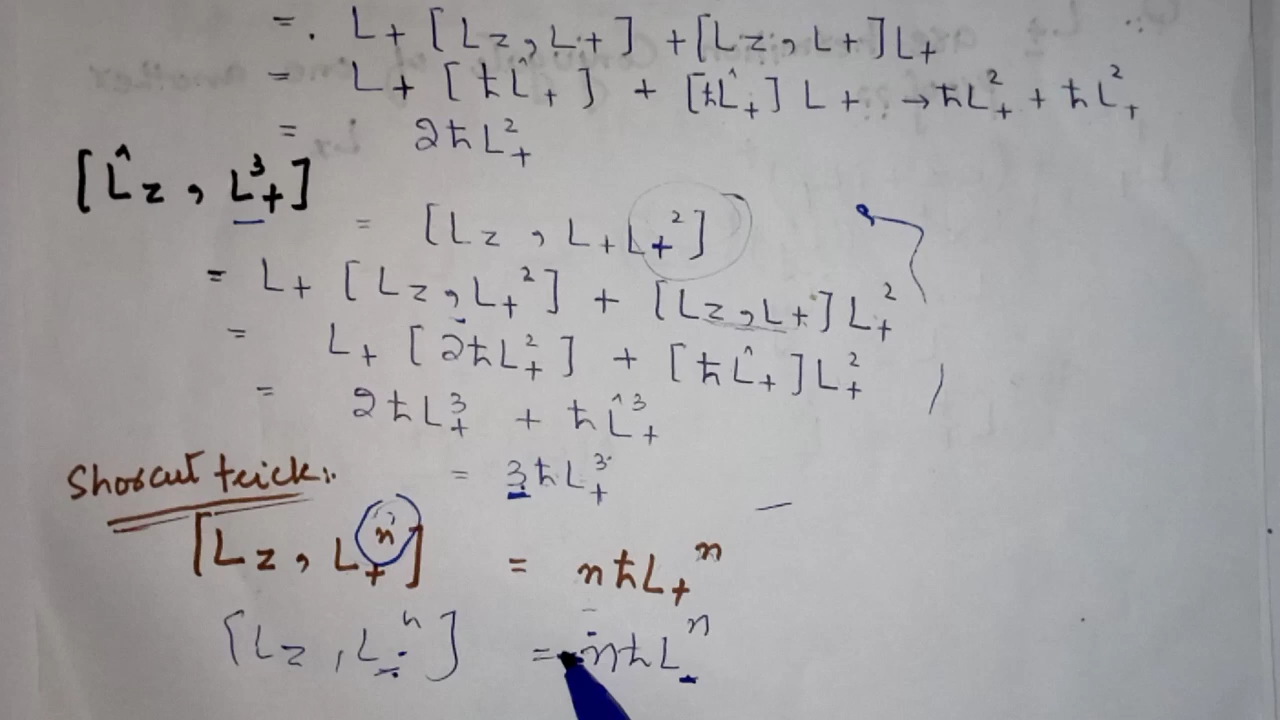 =. L₊ [Lz, L₊] + [Lz, L₊]L₊
= L₊ [ħL̂₊] + [ħL̂₊] L₊ → ħL₊² + ħL₊²
= 2ħL₊²
[L̂z, L₊³]
= [Lz, L₊L₊²]
= L₊ [Lz, L₊²] + [Lz, L₊]L₊²
= L₊ [2ħL₊²] + [ħL̂₊]L₊²
= 2ħL₊³ + ħL̂₊³
= 3ħL₊³
Shorcut trick:.
[Lz, L₊ⁿ] = nħL₊ⁿ
[Lz, L₋ⁿ] = -nħL₋ⁿ